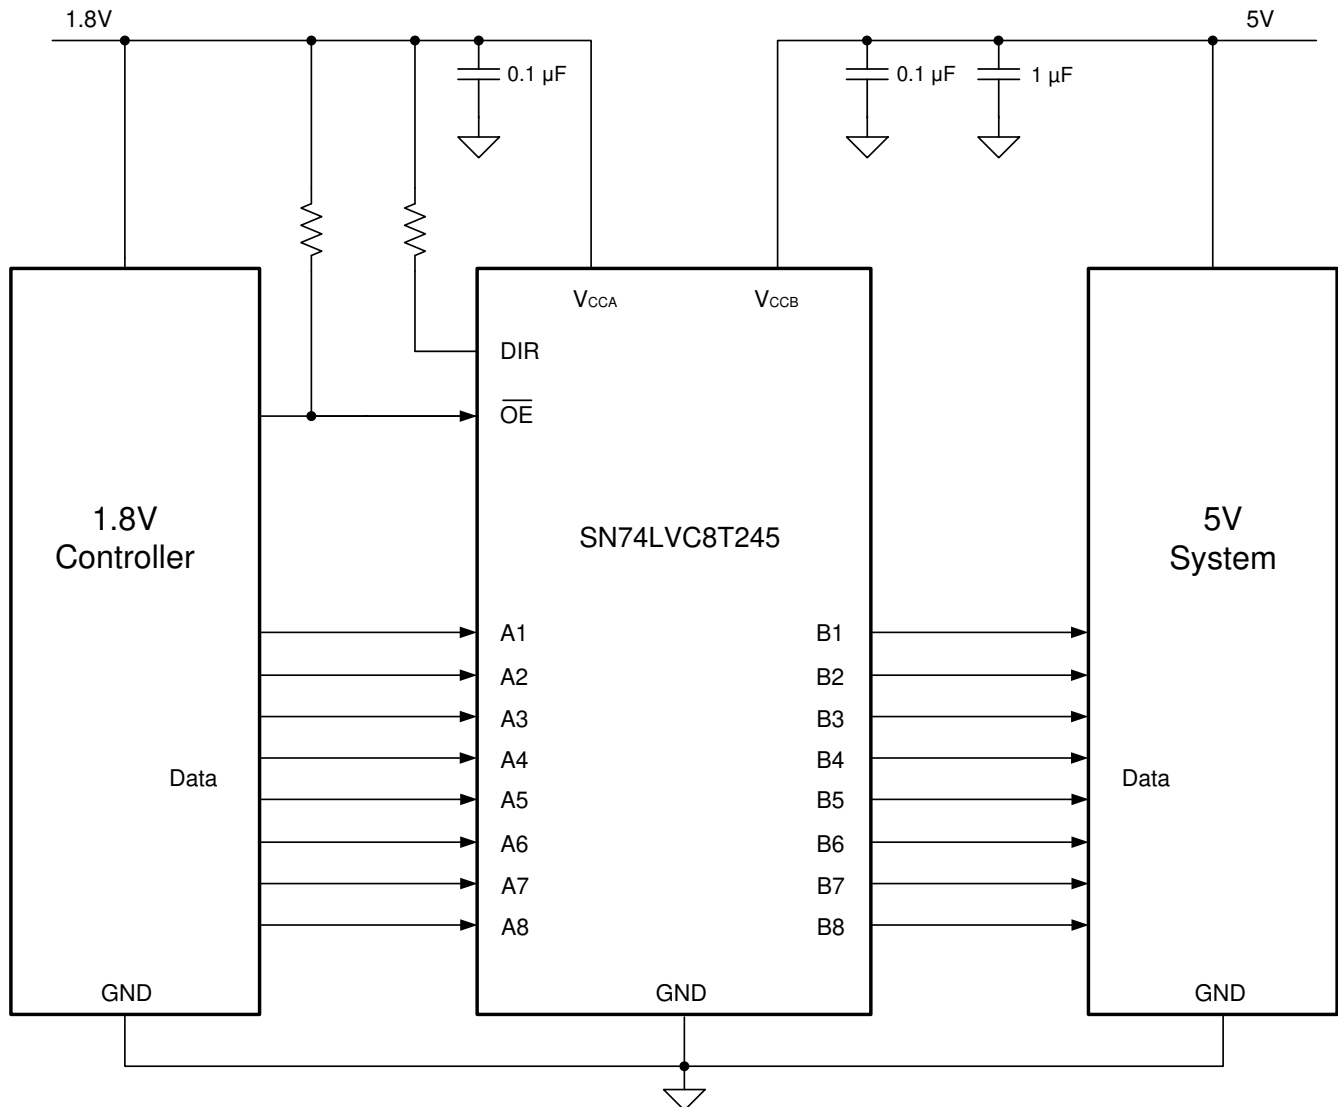 1.8V
5V
0.1 µF
0.1 µF
1 µF
VCCA
VCCB
DIR
OE
1.8V
Controller
SN74LVC8T245
5V
System
A1
B1
A2
B2
A3
B3
A4
B4
Data
Data
A5
B5
A6
B6
A7
B7
A8
B8
GND
GND
GND